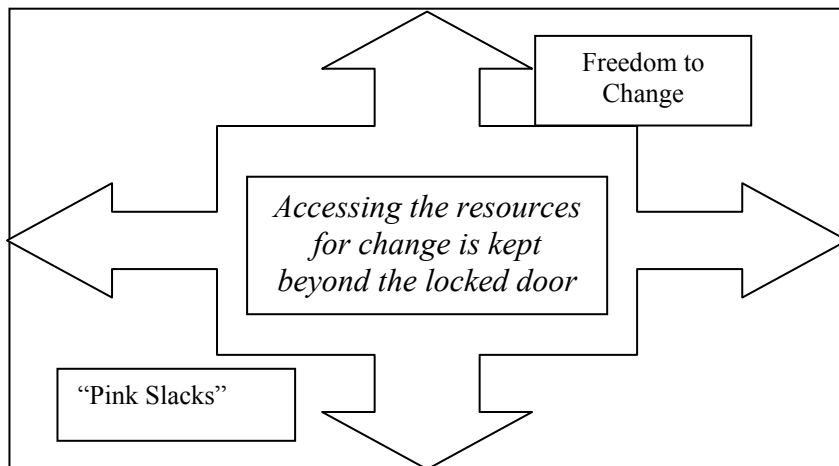 Freedom to
Change
Accessing the resources
for change is kept
beyond the locked door
“Pink Slacks”